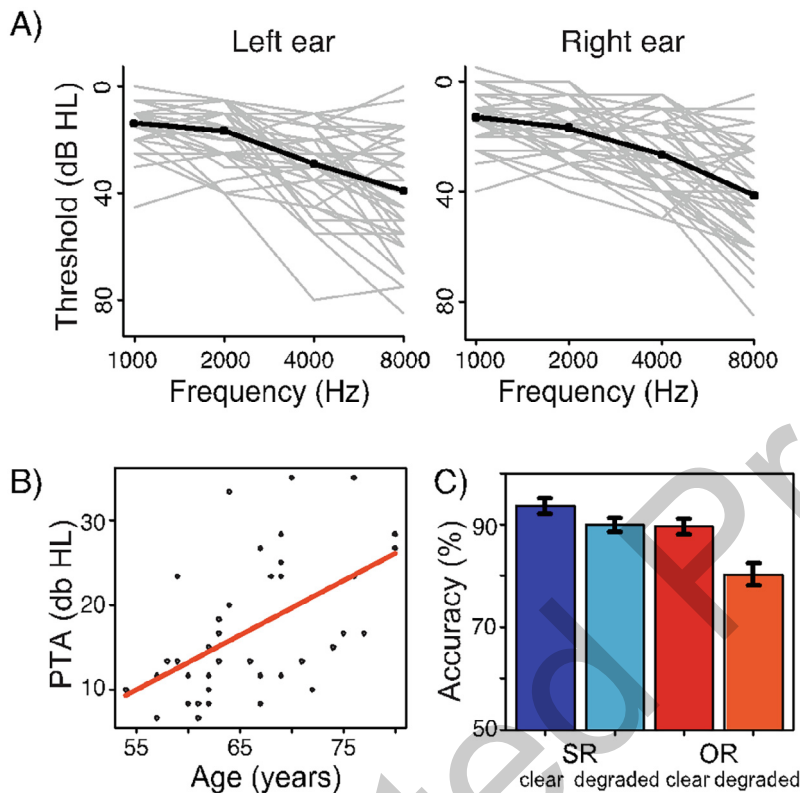 A)
Left ear
Right ear
Threshold (dB HL)
0
40
80
1000 2000 4000 8000
Frequency (Hz)
0
40
80
1000 2000 4000 8000
Frequency (Hz)
B)
PTA (db HL)
30
20
10
55 65 75
Age (years)
C)
Accuracy (%)
90
70
50
SR OR
clear degraded clear degraded